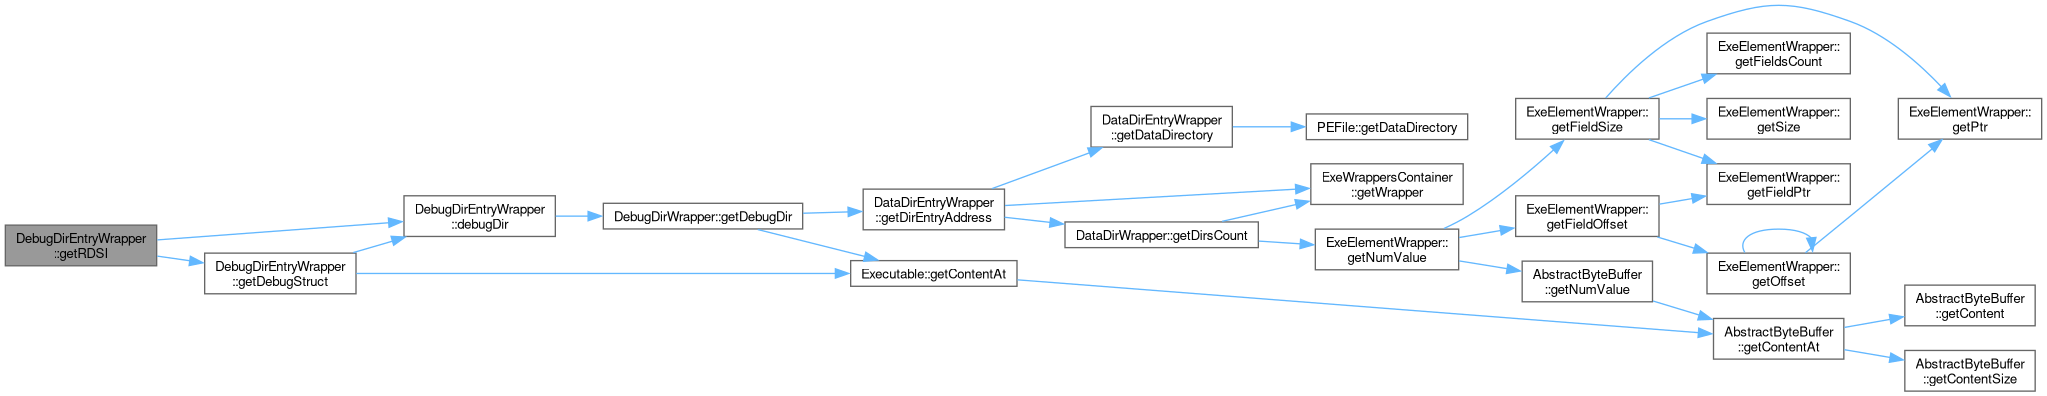 DebugDirEntryWrapper
::getRDSI
DebugDirEntryWrapper
::debugDir
DebugDirEntryWrapper
::getDebugStruct
DebugDirWrapper::getDebugDir
DataDirEntryWrapper
::getDirEntryAddress
Executable::getContentAt
DataDirEntryWrapper
::getDataDirectory
DataDirWrapper::getDirsCount
PEFile::getDataDirectory
ExeWrappersContainer
::getWrapper
ExeElementWrapper::
getNumValue
ExeElementWrapper::
getFieldSize
ExeElementWrapper::
getFieldOffset
AbstractByteBuffer
::getNumValue
ExeElementWrapper::
getFieldsCount
ExeElementWrapper::
getSize
ExeElementWrapper::
getFieldPtr
ExeElementWrapper::
getOffset
AbstractByteBuffer
::getContentAt
ExeElementWrapper::
getPtr
AbstractByteBuffer
::getContent
AbstractByteBuffer
::getContentSize